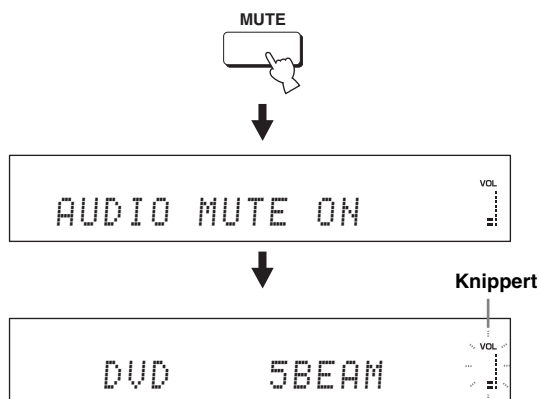 MUTE
VOL
AUDIO MUTE ON
Knippert
VOL
DVD 5BEAM